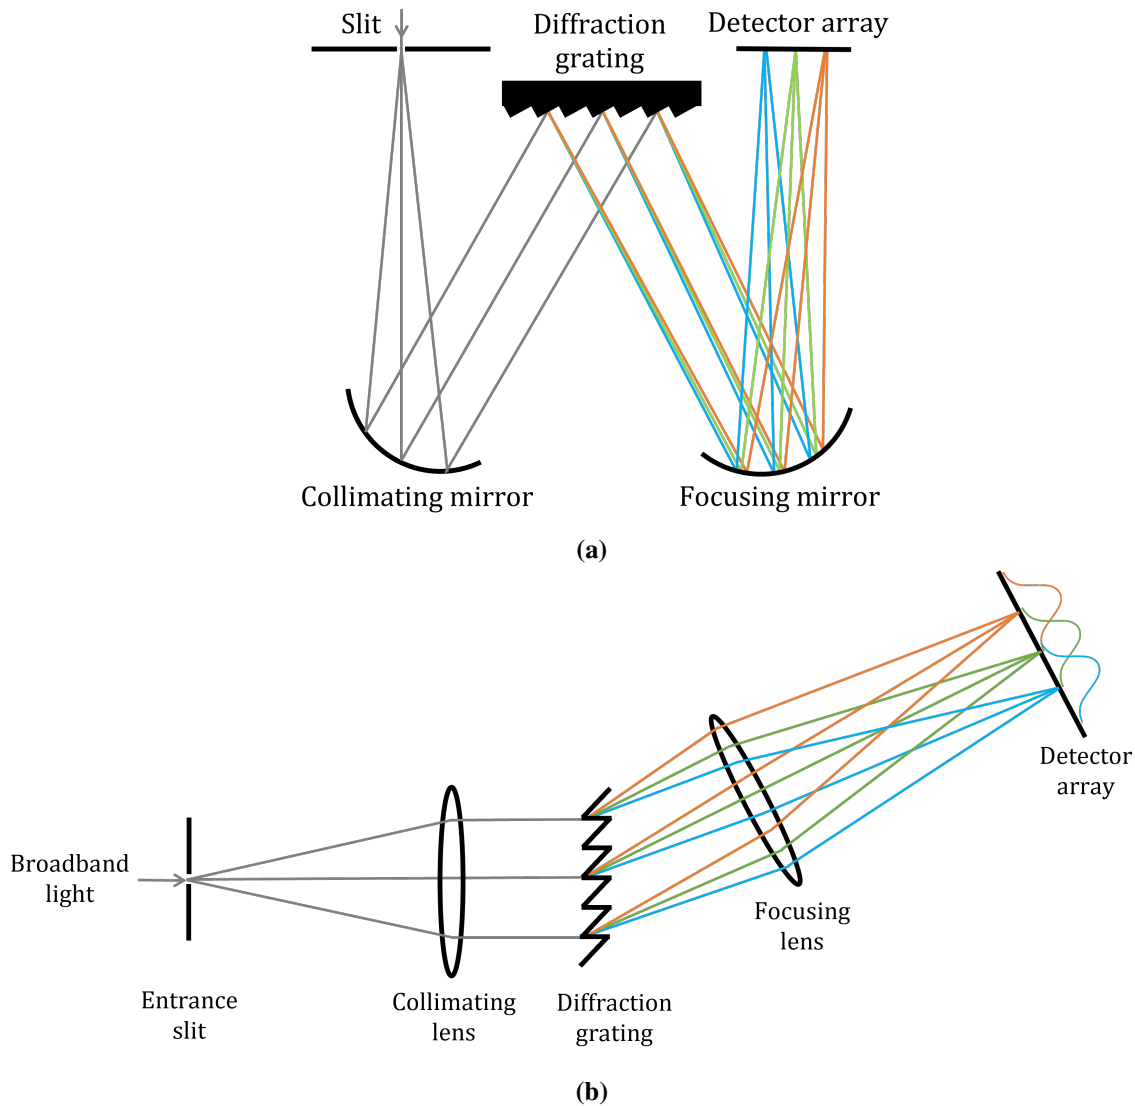 Slit
Diffraction
grating
Detector array
Collimating mirror
Focusing mirror
(a)
Broadband
light
Entrance
slit
Collimating
lens
Diffraction
grating
Focusing
lens
Detector
array
(b)